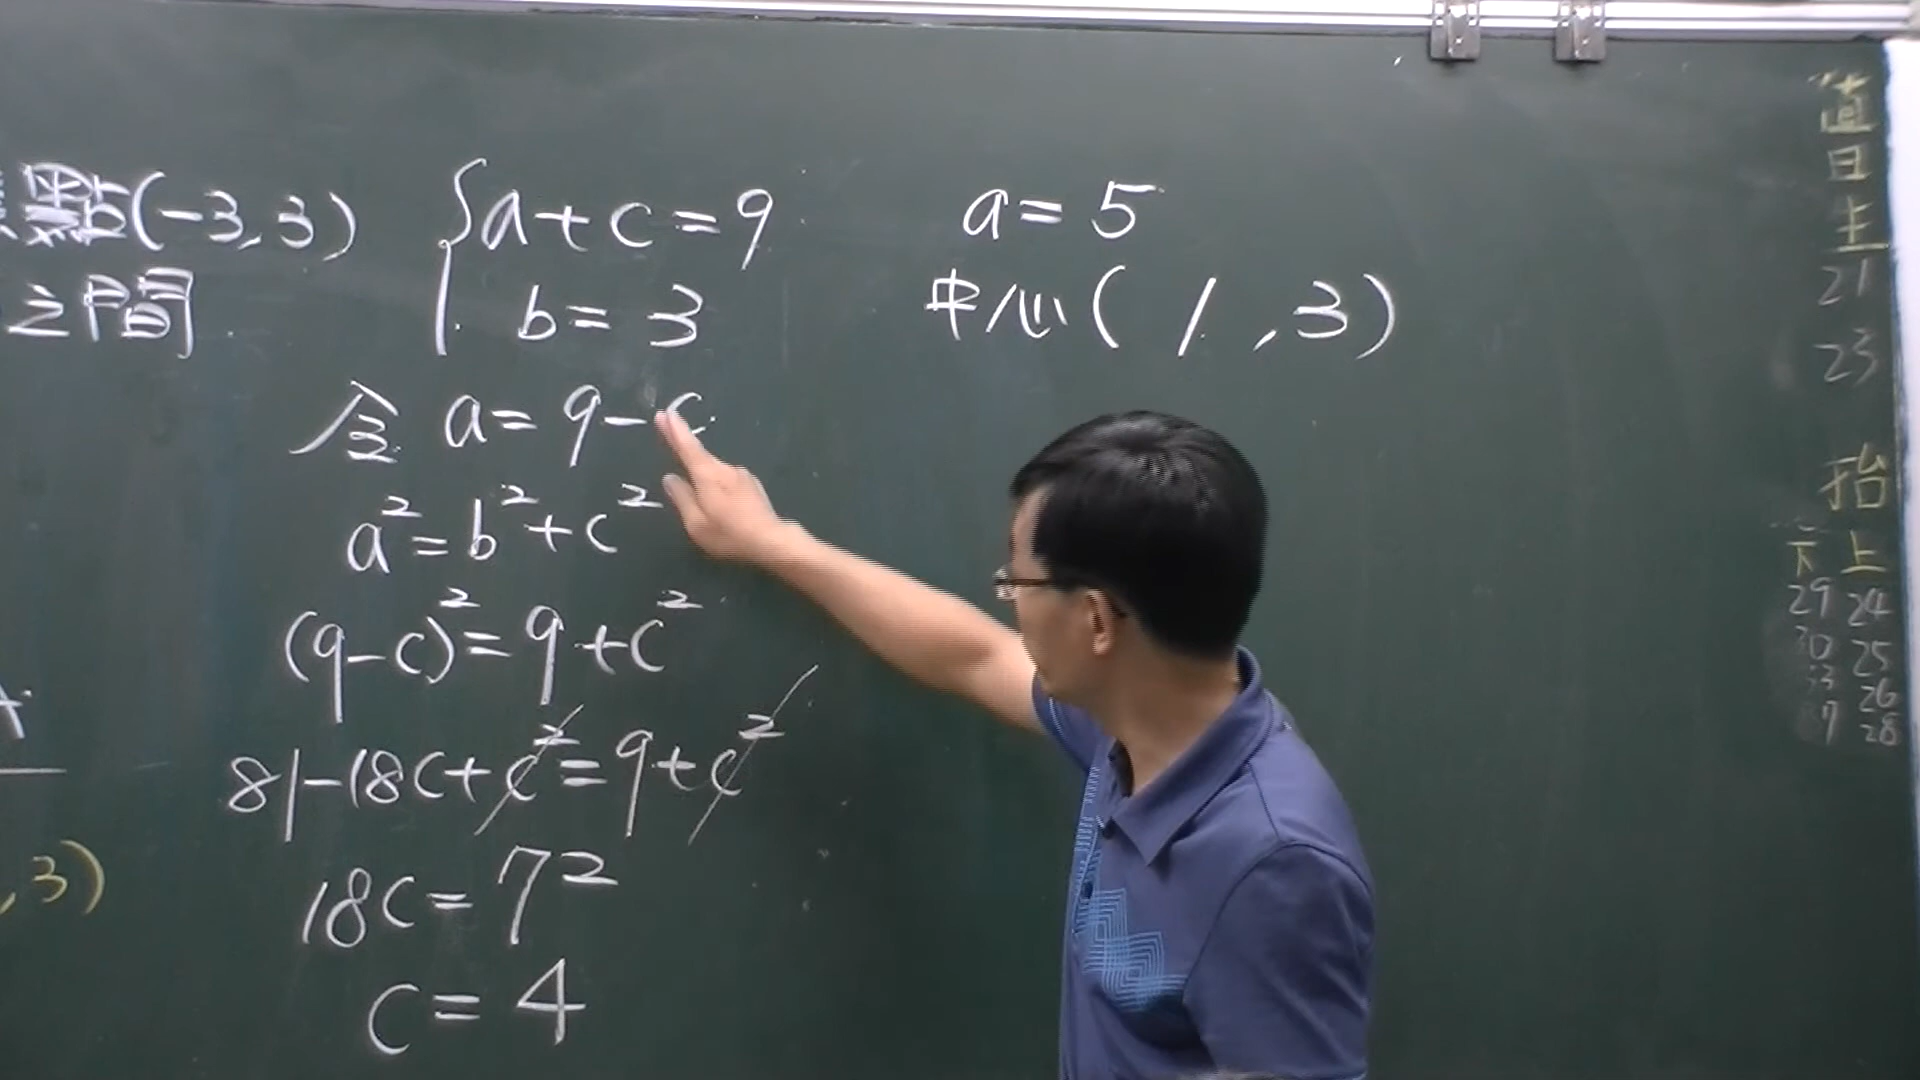 點(-3,3)
之間
a+c=9
b=3
令 a=9-c
a²=b²+c²
(9-c)²=9+c²
81-18c+c²=9+c²
18c=72
c=4
,3)
a=5
中心(1,3)
值日生
21
23
抬
下 上
29 24
30 25
33 26
28